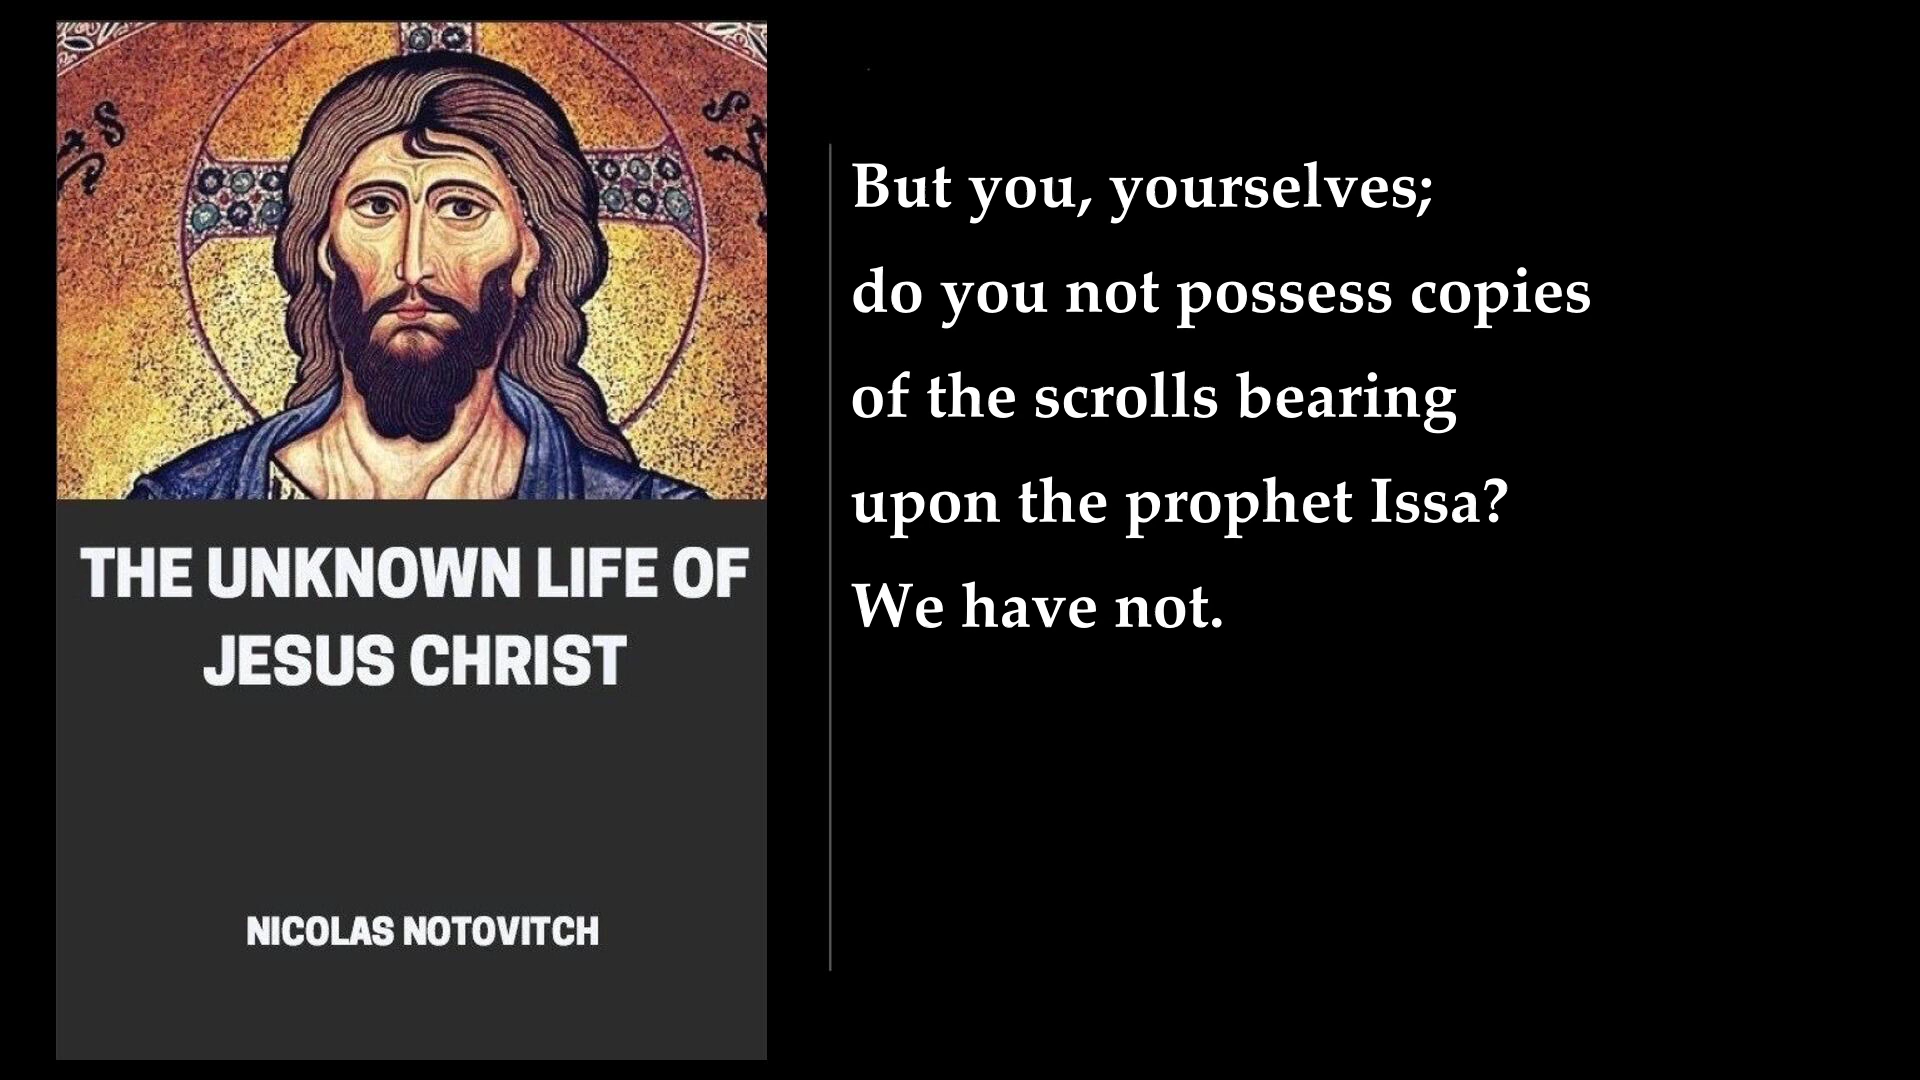 THE UNKNOWN LIFE OF
JESUS CHRIST
NICOLAS NOTOVITCH
But you, yourselves;
do you not possess copies
of the scrolls bearing
upon the prophet Issa?
We have not.